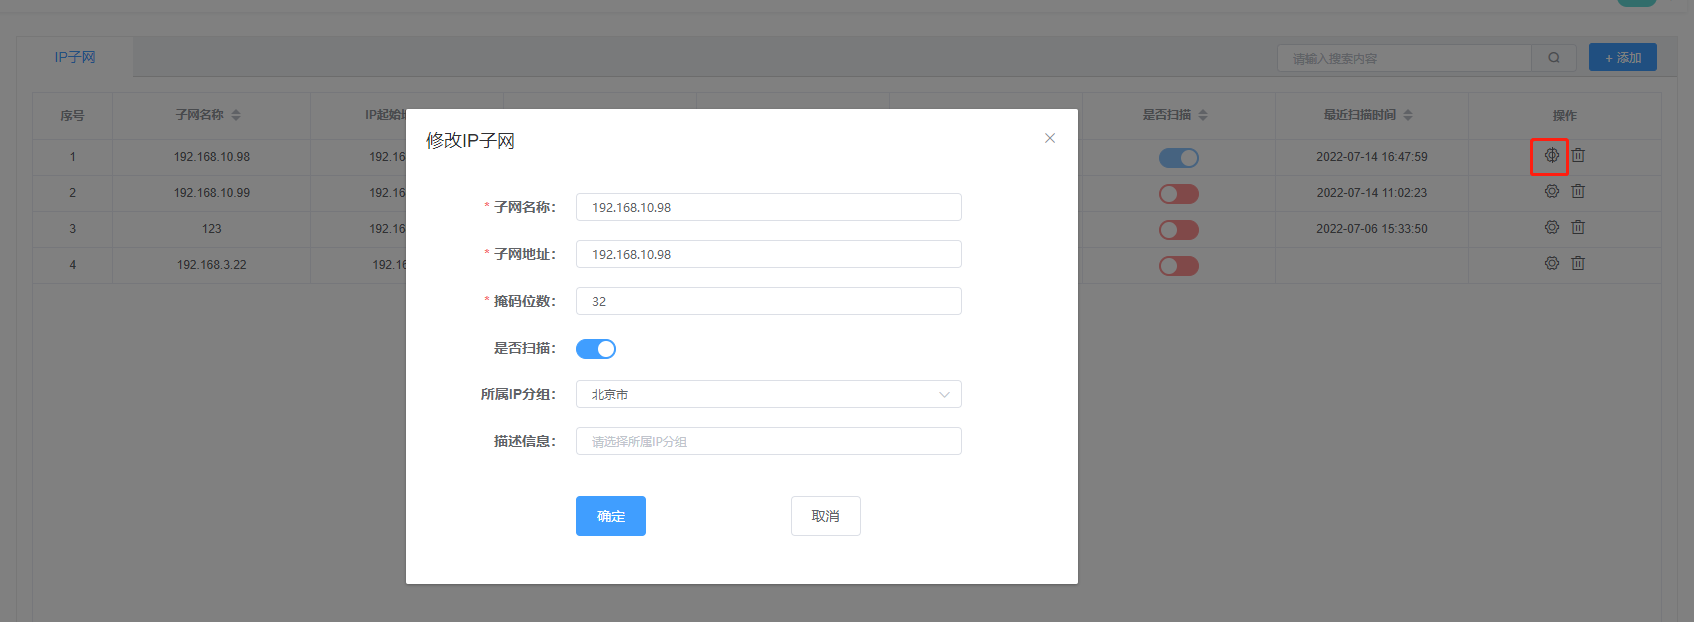 IP子网
请输入搜索内容
+ 添加
序号 子网名称 IP起始 是否扫描 最近扫描时间 操作
1 192.168.10.98 192.16 2022-07-14 16:47:59
2 192.168.10.99 192.16 2022-07-14 11:02:23
3 123 192.16 2022-07-06 15:33:50
4 192.168.3.22 192.16
修改IP子网
* 子网名称: 192.168.10.98
* 子网地址: 192.168.10.98
* 掩码位数: 32
是否扫描:
所属IP分组: 北京市
描述信息: 请选择所属IP分组
确定 取消